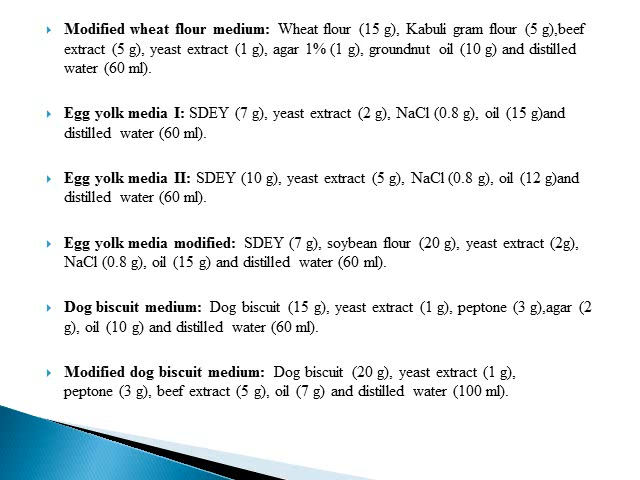 Modified wheat flour medium: Wheat flour (15 g), Kabuli gram flour (5 g),beef
extract (5 g), yeast extract (1 g), agar 1% (1 g), groundnut oil (10 g) and distilled
water (60 ml).
Egg yolk media I: SDEY (7 g), yeast extract (2 g), NaCl (0.8 g), oil (15 g)and
distilled water (60 ml).
Egg yolk media II: SDEY (10 g), yeast extract (5 g), NaCl (0.8 g), oil (12 g)and
distilled water (60 ml).
Egg yolk media modified: SDEY (7 g), soybean flour (20 g), yeast extract (2g),
NaCl (0.8 g), oil (15 g) and distilled water (60 ml).
Dog biscuit medium: Dog biscuit (15 g), yeast extract (1 g), peptone (3 g),agar (2
g), oil (10 g) and distilled water (60 ml).
Modified dog biscuit medium: Dog biscuit (20 g), yeast extract (1 g),
peptone (3 g), beef extract (5 g), oil (7 g) and distilled water (100 ml).